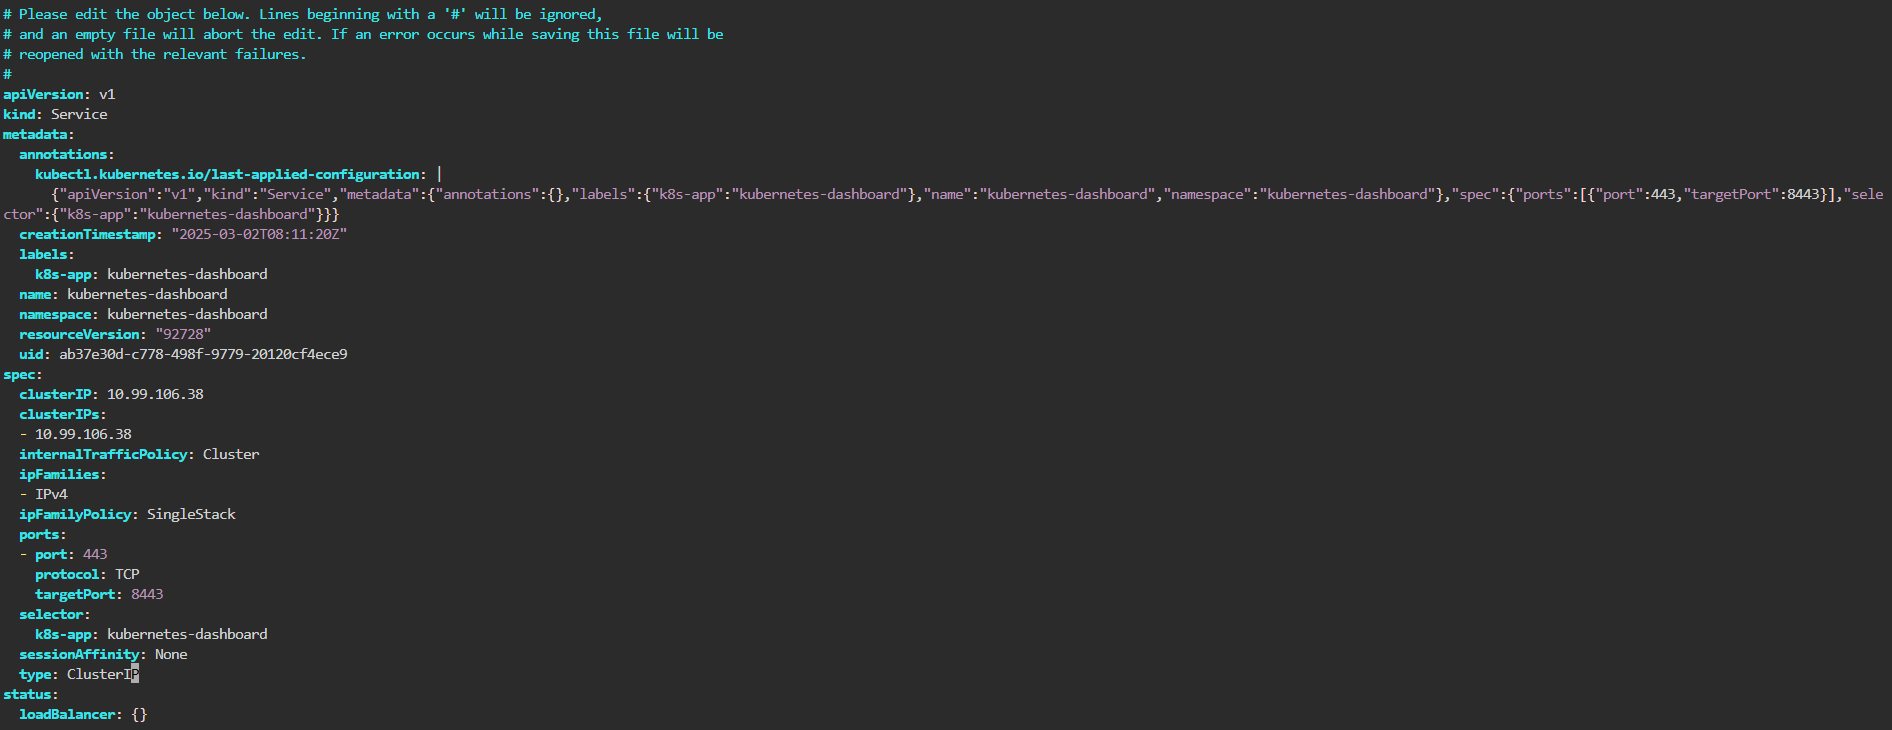 # Please edit the object below. Lines beginning with a '#' will be ignored,
# and an empty file will abort the edit. If an error occurs while saving this file will be
# reopened with the relevant failures.
#
apiVersion: v1
kind: Service
metadata:
  annotations:
    kubectl.kubernetes.io/last-applied-configuration: |
      {"apiVersion":"v1","kind":"Service","metadata":{"annotations":{},"labels":{"k8s-app":"kubernetes-dashboard"},"name":"kubernetes-dashboard","namespace":"kubernetes-dashboard"},"spec":{"ports":[{"port":443,"targetPort":8443}],"sele
ctor":{"k8s-app":"kubernetes-dashboard"}}}
  creationTimestamp: "2025-03-02T08:11:20Z"
  labels:
    k8s-app: kubernetes-dashboard
  name: kubernetes-dashboard
  namespace: kubernetes-dashboard
  resourceVersion: "92728"
  uid: ab37e30d-c778-498f-9779-20120cf4ece9
spec:
  clusterIP: 10.99.106.38
  clusterIPs:
  - 10.99.106.38
  internalTrafficPolicy: Cluster
  ipFamilies:
  - IPv4
  ipFamilyPolicy: SingleStack
  ports:
  - port: 443
    protocol: TCP
    targetPort: 8443
  selector:
    k8s-app: kubernetes-dashboard
  sessionAffinity: None
  type: ClusterIP
status:
  loadBalancer: {}